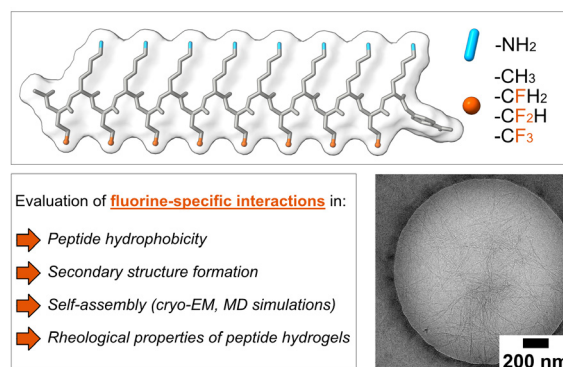 -NH₂
-CH₃
-CFH₂
-CF₂H
-CF₃
Evaluation of fluorine-specific interactions in:
Peptide hydrophobicity
Secondary structure formation
Self-assembly (cryo-EM, MD simulations)
Rheological properties of peptide hydrogels
200 nm